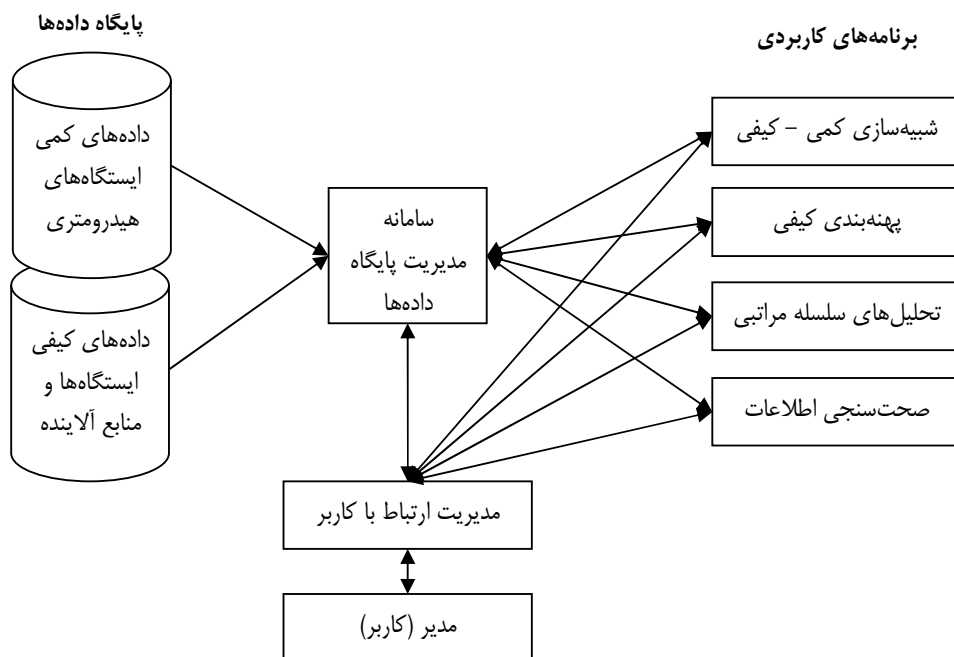 پایگاه داده‌ها
برنامه‌های کاربردی
داده‌های کمی
ایستگاه‌های
هیدرومتری
داده‌های کیفی
ایستگاه‌ها و
منابع آلاینده
سامانه
مدیریت پایگاه
داده‌ها
شبیه‌سازی کمی – کیفی
پهنه‌بندی کیفی
تحلیل‌های سلسله مراتبی
صحت‌سنجی اطلاعات
مدیریت ارتباط با کاربر
مدیر (کاربر)